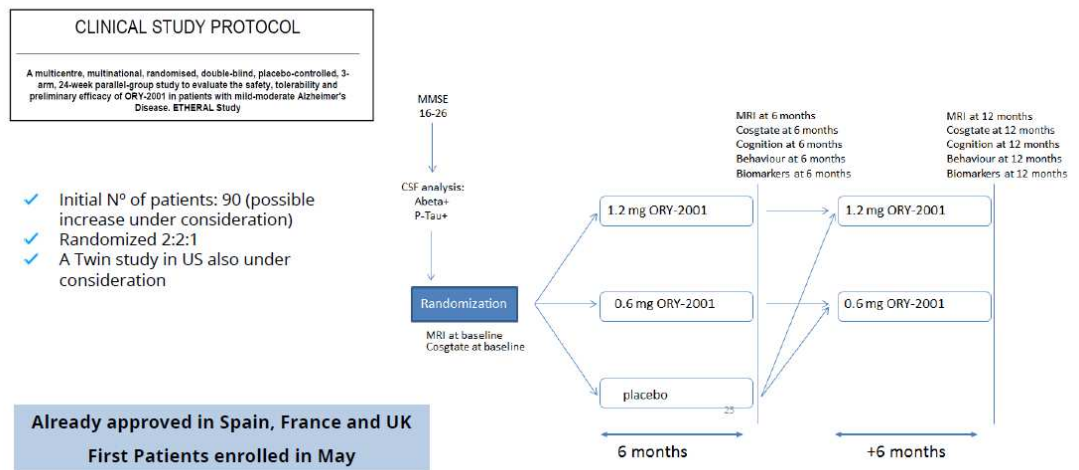 CLINICAL STUDY PROTOCOL
A multicentre, multinational, randomised, double-blind, placebo-controlled, 3-
arm, 24-week parallel-group study to evaluate the safety, tolerability and
preliminary efficacy of ORY-2001 in patients with mild-moderate Alzheimer's
Disease. ETHERAL Study
✓ Initial Nº of patients: 90 (possible
increase under consideration)
✓ Randomized 2:2:1
✓ A Twin study in US also under
consideration
Already approved in Spain, France and UK
First Patients enrolled in May
MMSE
16-26
CSF analysis:
Abeta+
P-Tau+
Randomization
MRI at baseline
Cosgtate at baseline
1.2 mg ORY-2001
0.6 mg ORY-2001
placebo
25
6 months
MRI at 6 months
Cosgtate at 6 months
Cognition at 6 months
Behaviour at 6 months
Biomarkers at 6 months
1.2 mg ORY-2001
0.6 mg ORY-2001
+6 months
MRI at 12 months
Cosgtate at 12 months
Cognition at 12 months
Behaviour at 12 months
Biomarkers at 12 months